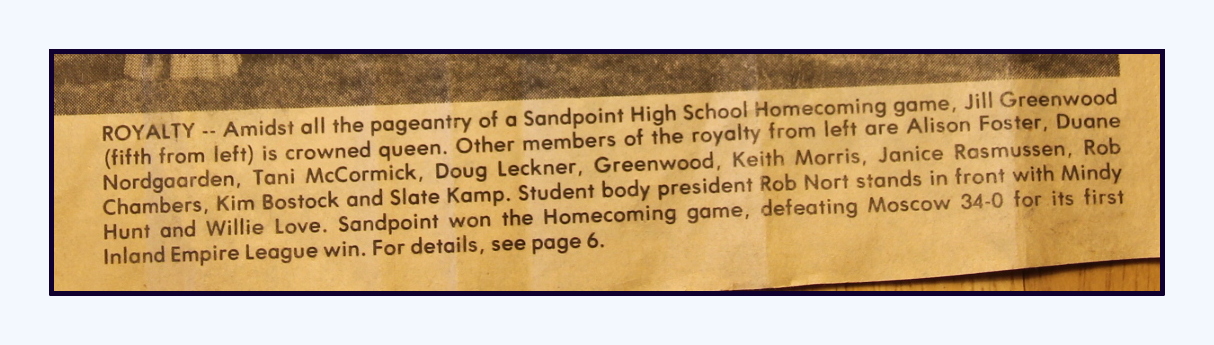 ROYALTY -- Amidst all the pageantry of a Sandpoint High School Homecoming game, Jill Greenwood
(fifth from left) is crowned queen. Other members of the royalty from left are Alison Foster, Duane
Nordgaarden, Tani McCormick, Doug Leckner, Greenwood, Keith Morris, Janice Rasmussen, Rob
Chambers, Kim Bostock and Slate Kamp. Student body president Rob Nort stands in front with Mindy
Hunt and Willie Love. Sandpoint won the Homecoming game, defeating Moscow 34-0 for its first
Inland Empire League win. For details, see page 6.